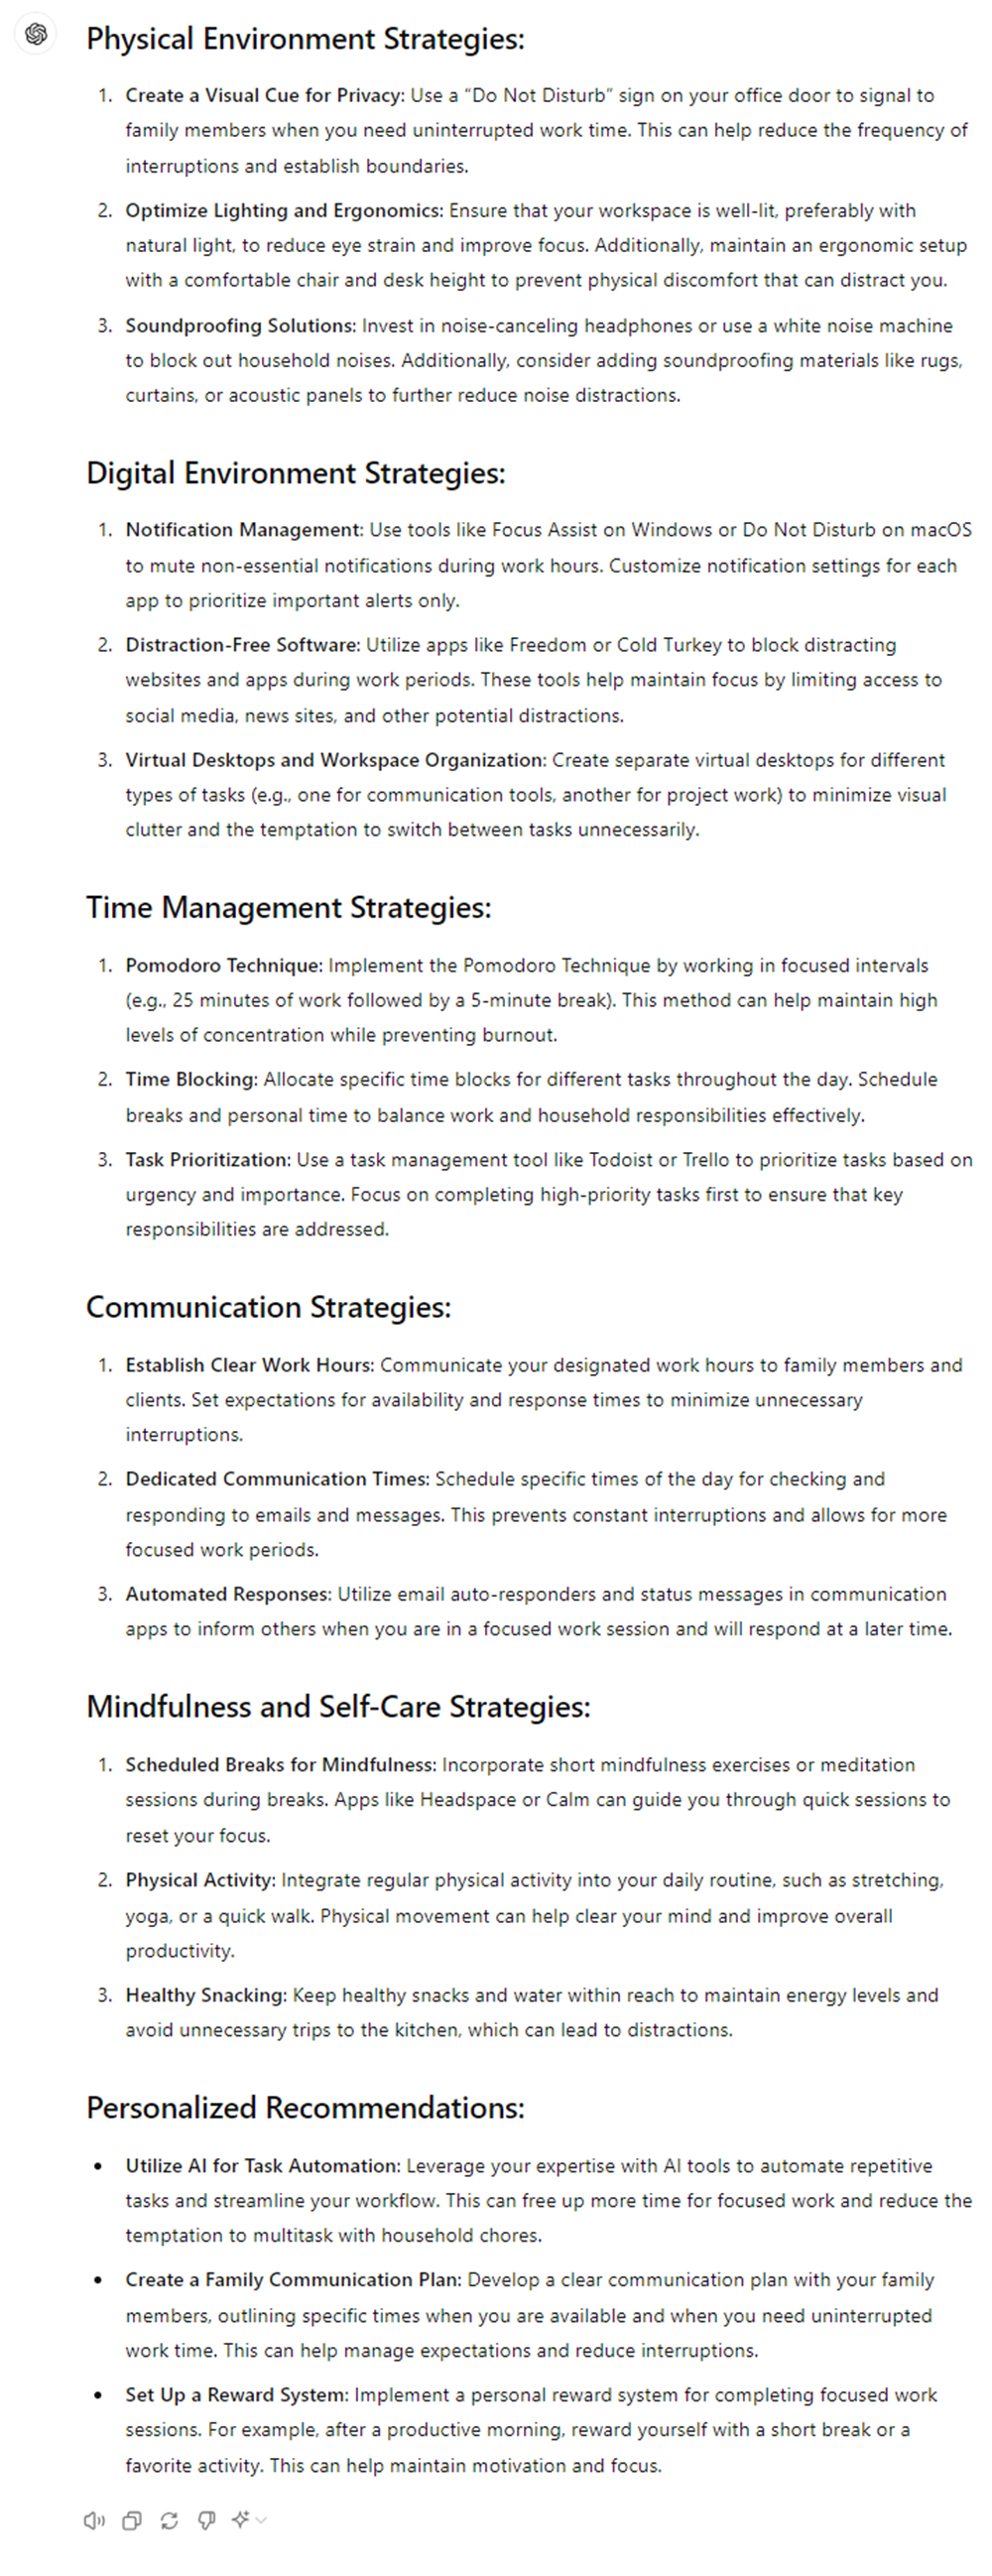 Physical Environment Strategies:
1. Create a Visual Cue for Privacy: Use a “Do Not Disturb” sign on your office door to signal to
family members when you need uninterrupted work time. This can help reduce the frequency of
interruptions and establish boundaries.
2. Optimize Lighting and Ergonomics: Ensure that your workspace is well-lit, preferably with
natural light, to reduce eye strain and improve focus. Additionally, maintain an ergonomic setup
with a comfortable chair and desk height to prevent physical discomfort that can distract you.
3. Soundproofing Solutions: Invest in noise-canceling headphones or use a white noise machine
to block out household noises. Additionally, consider adding soundproofing materials like rugs,
curtains, or acoustic panels to further reduce noise distractions.
Digital Environment Strategies:
1. Notification Management: Use tools like Focus Assist on Windows or Do Not Disturb on macOS
to mute non-essential notifications during work hours. Customize notification settings for each
app to prioritize important alerts only.
2. Distraction-Free Software: Utilize apps like Freedom or Cold Turkey to block distracting
websites and apps during work periods. These tools help maintain focus by limiting access to
social media, news sites, and other potential distractions.
3. Virtual Desktops and Workspace Organization: Create separate virtual desktops for different
types of tasks (e.g., one for communication tools, another for project work) to minimize visual
clutter and the temptation to switch between tasks unnecessarily.
Time Management Strategies:
1. Pomodoro Technique: Implement the Pomodoro Technique by working in focused intervals
(e.g., 25 minutes of work followed by a 5-minute break). This method can help maintain high
levels of concentration while preventing burnout.
2. Time Blocking: Allocate specific time blocks for different tasks throughout the day. Schedule
breaks and personal time to balance work and household responsibilities effectively.
3. Task Prioritization: Use a task management tool like Todoist or Trello to prioritize tasks based on
urgency and importance. Focus on completing high-priority tasks first to ensure that key
responsibilities are addressed.
Communication Strategies:
1. Establish Clear Work Hours: Communicate your designated work hours to family members and
clients. Set expectations for availability and response times to minimize unnecessary
interruptions.
2. Dedicated Communication Times: Schedule specific times of the day for checking and
responding to emails and messages. This prevents constant interruptions and allows for more
focused work periods.
3. Automated Responses: Utilize email auto-responders and status messages in communication
apps to inform others when you are in a focused work session and will respond at a later time.
Mindfulness and Self-Care Strategies:
1. Scheduled Breaks for Mindfulness: Incorporate short mindfulness exercises or meditation
sessions during breaks. Apps like Headspace or Calm can guide you through quick sessions to
reset your focus.
2. Physical Activity: Integrate regular physical activity into your daily routine, such as stretching,
yoga, or a quick walk. Physical movement can help clear your mind and improve overall
productivity.
3. Healthy Snacking: Keep healthy snacks and water within reach to maintain energy levels and
avoid unnecessary trips to the kitchen, which can lead to distractions.
Personalized Recommendations:
• Utilize AI for Task Automation: Leverage your expertise with AI tools to automate repetitive
tasks and streamline your workflow. This can free up more time for focused work and reduce the
temptation to multitask with household chores.
• Create a Family Communication Plan: Develop a clear communication plan with your family
members, outlining specific times when you are available and when you need uninterrupted
work time. This can help manage expectations and reduce interruptions.
• Set Up a Reward System: Implement a personal reward system for completing focused work
sessions. For example, after a productive morning, reward yourself with a short break or a
favorite activity. This can help maintain motivation and focus.